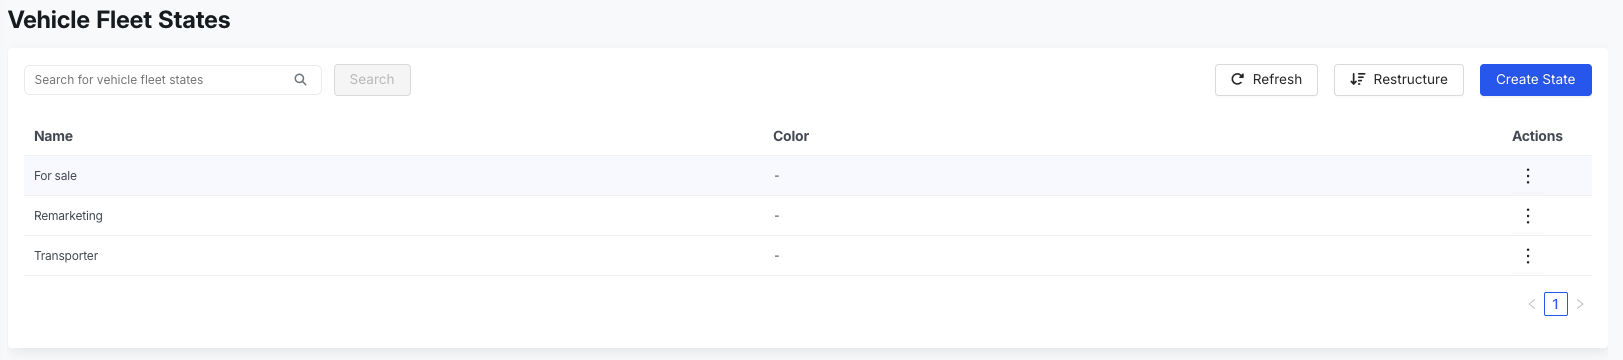 Vehicle Fleet States
Search for vehicle fleet states Search Refresh Restructure Create State
Name Color Actions
For sale -
Remarketing -
Transporter -
1